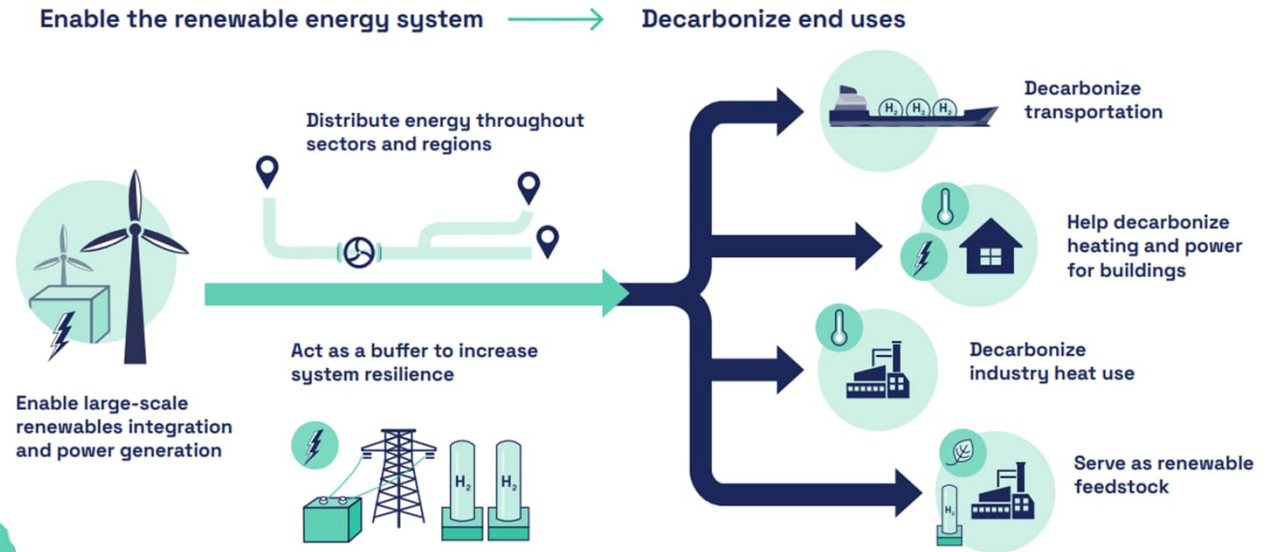 Enable the renewable energy system
Decarbonize end uses
Distribute energy throughout
sectors and regions
Enable large-scale
renewables integration
and power generation
Act as a buffer to increase
system resilience
H₂ H₂
H₂ H₂ H₂
Decarbonize
transportation
Help decarbonize
heating and power
for buildings
Decarbonize
industry heat use
H₂
Serve as renewable
feedstock